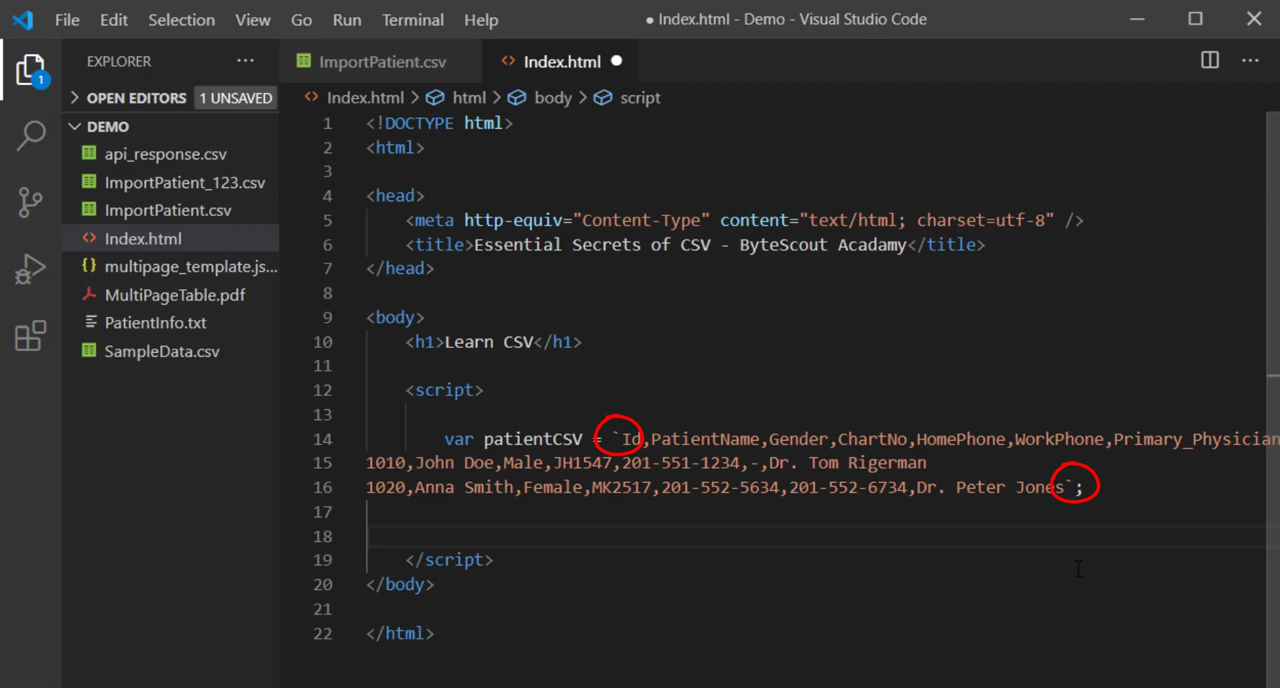 File Edit Selection View Go Run Terminal Help ● Index.html - Demo - Visual Studio Code
EXPLORER ···
ImportPatient.csv
<> Index.html ●
1
> OPEN EDITORS 1 UNSAVED
<> Index.html > html > body > script
DEMO
api_response.csv
ImportPatient_123.csv
ImportPatient.csv
<> Index.html
{} multipage_template.js...
MultiPageTable.pdf
PatientInfo.txt
SampleData.csv
1 <!DOCTYPE html>
2 <html>
3
4 <head>
5 <meta http-equiv="Content-Type" content="text/html; charset=utf-8" />
6 <title>Essential Secrets of CSV - ByteScout Acadamy</title>
7 </head>
8
9 <body>
10 <h1>Learn CSV</h1>
11
12 <script>
13
14 var patientCSV = `Id,PatientName,Gender,ChartNo,HomePhone,WorkPhone,Primary_Physician
15 1010,John Doe,Male,JH1547,201-551-1234,-,Dr. Tom Rigerman
16 1020,Anna Smith,Female,MK2517,201-552-5634,201-552-6734,Dr. Peter Jones`;
17
18
19 </script>
20 </body>
21
22 </html>